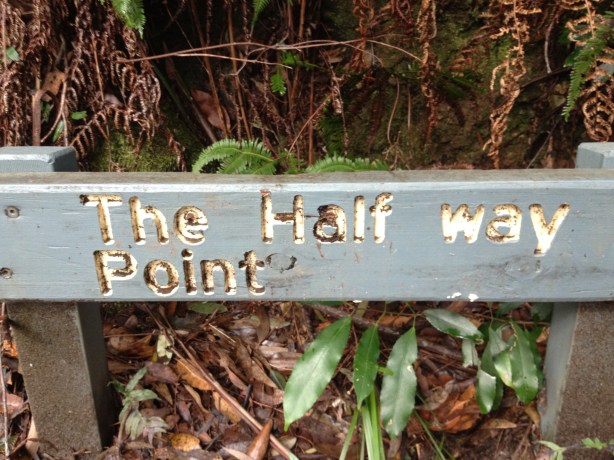 The Half way
Point